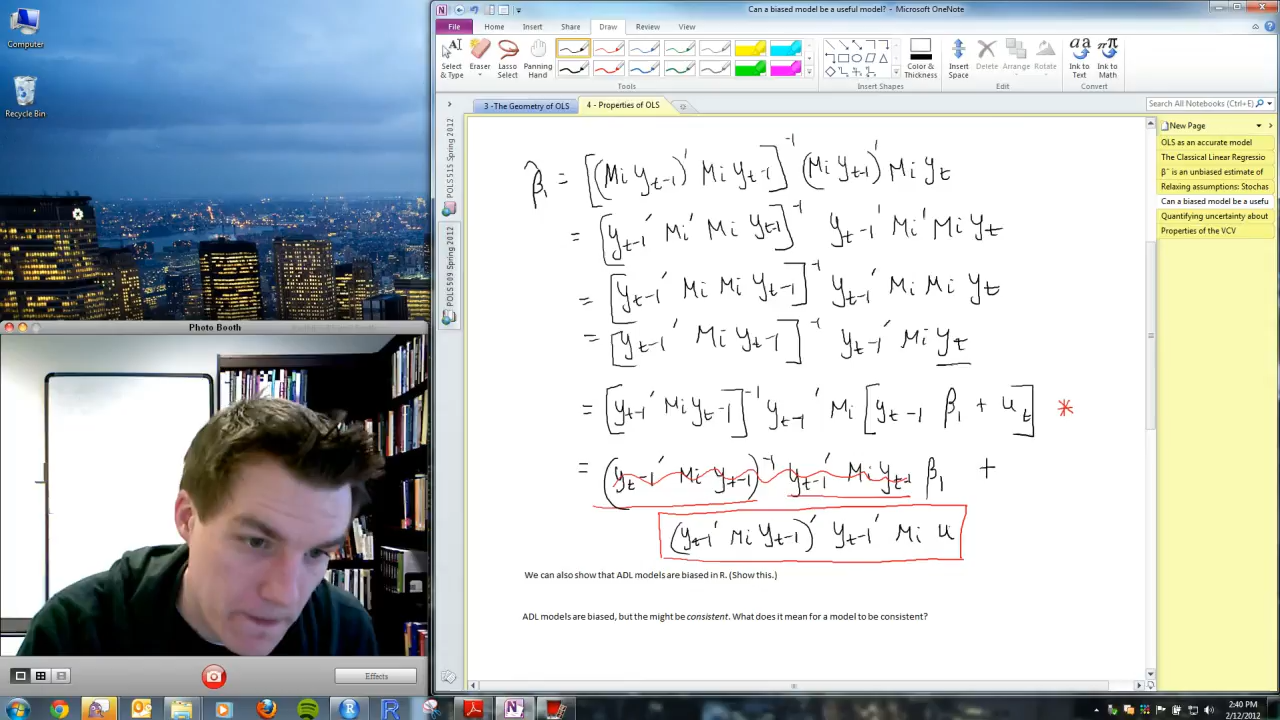 Can a biased model be a useful model? - Microsoft OneNote
File Home Insert Share Draw Review View
Computer
Recycle Bin
Select & Type
Eraser
Lasso Select
Panning Hand
Color & Thickness
Insert Space
Delete
Arrange
Rotate
Ink to Text
Ink to Math
Tools
Insert Shapes
Edit
Convert
3 -The Geometry of OLS
4 - Properties of OLS
Search All Notebooks (Ctrl+E)
New Page
OLS as an accurate model
The Classical Linear Regressio
β^ is an unbiased estimate of
Relaxing assumptions: Stochas
Can a biased model be a usefu
Quantifying uncertainty about
Properties of the VCV
POLS 515 Spring 2012
POLS 509 Spring 2012
β̂₁ = [(Mi yt-1)' Mi yt-1]⁻¹ (Mi yt-1)' Mi yt
= [yt-1' Mi' Mi yt-1]⁻¹ yt-1' Mi' Mi yt
= [yt-1' Mi Mi yt-1]⁻¹ yt-1' Mi Mi yt
= [yt-1' Mi yt-1]⁻¹ yt-1' Mi yt
= [yt-1' Mi yt-1]⁻¹ yt-1' Mi [yt-1 β₁ + ut] *
= (yt-1' Mi yt-1)⁻¹ yt-1' Mi yt-1 β₁ +
(yt-1' Mi yt-1)' yt-1' Mi u
We can also show that ADL models are biased in R. (Show this.)
ADL models are biased, but the might be consistent. What does it mean for a model to be consistent?
Photo Booth
Effects
2:40 PM
2/12/2012